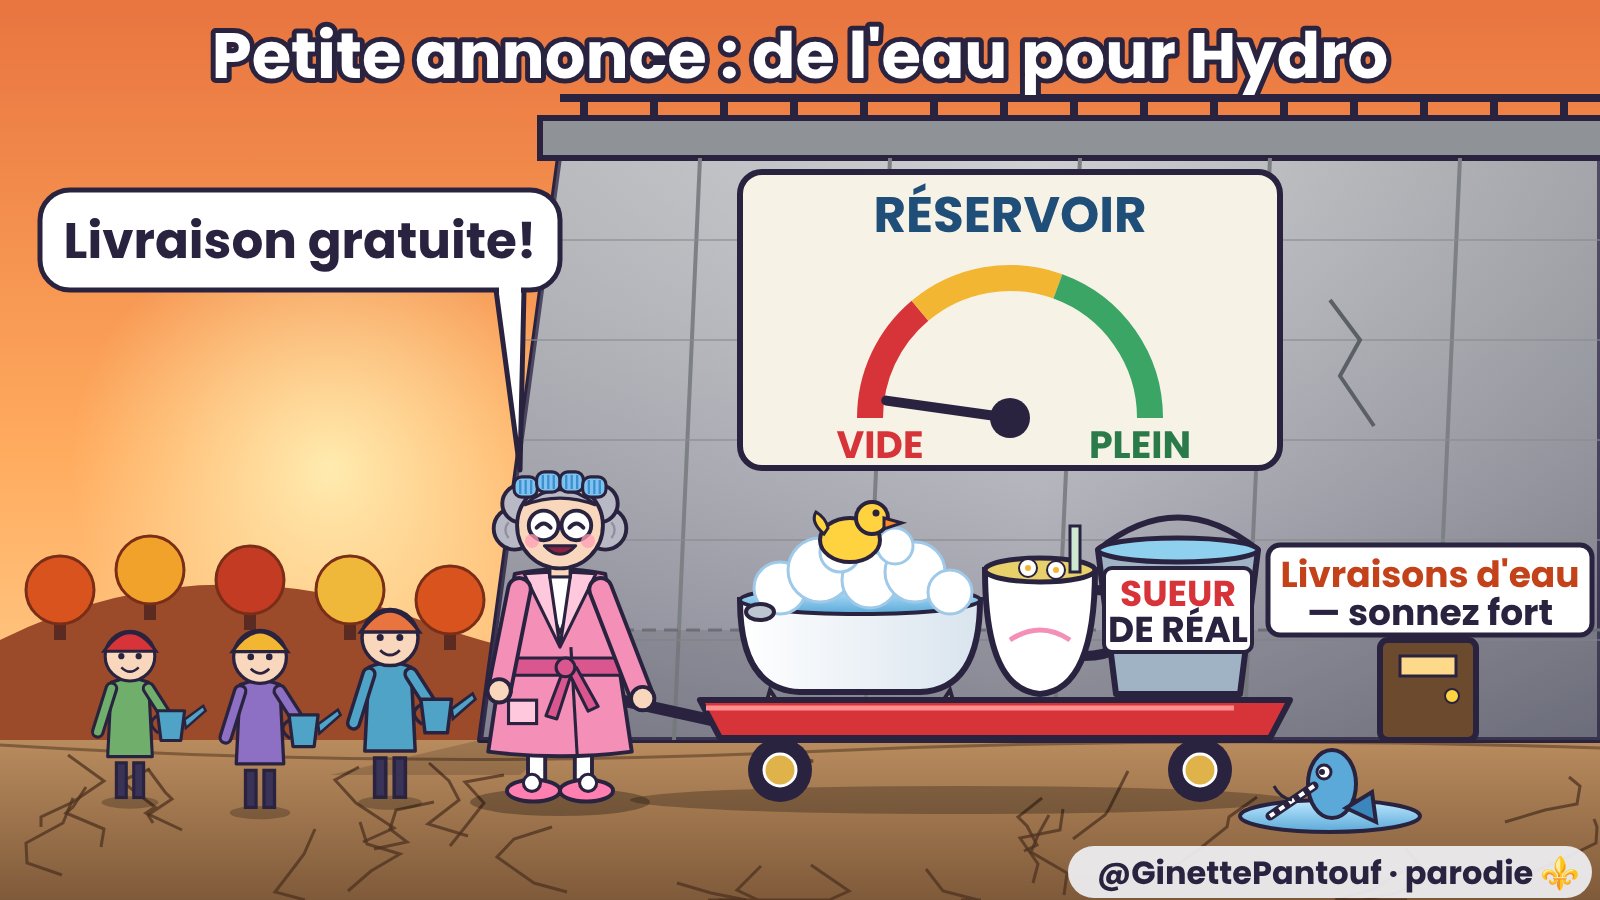 Petite annonce : de l'eau pour Hydro
Livraison gratuite!
RÉSERVOIR
VIDE
PLEIN
SUEUR
DE RÉAL
Livraisons d'eau
— sonnez fort
@GinettePantouf · parodie ⚜️